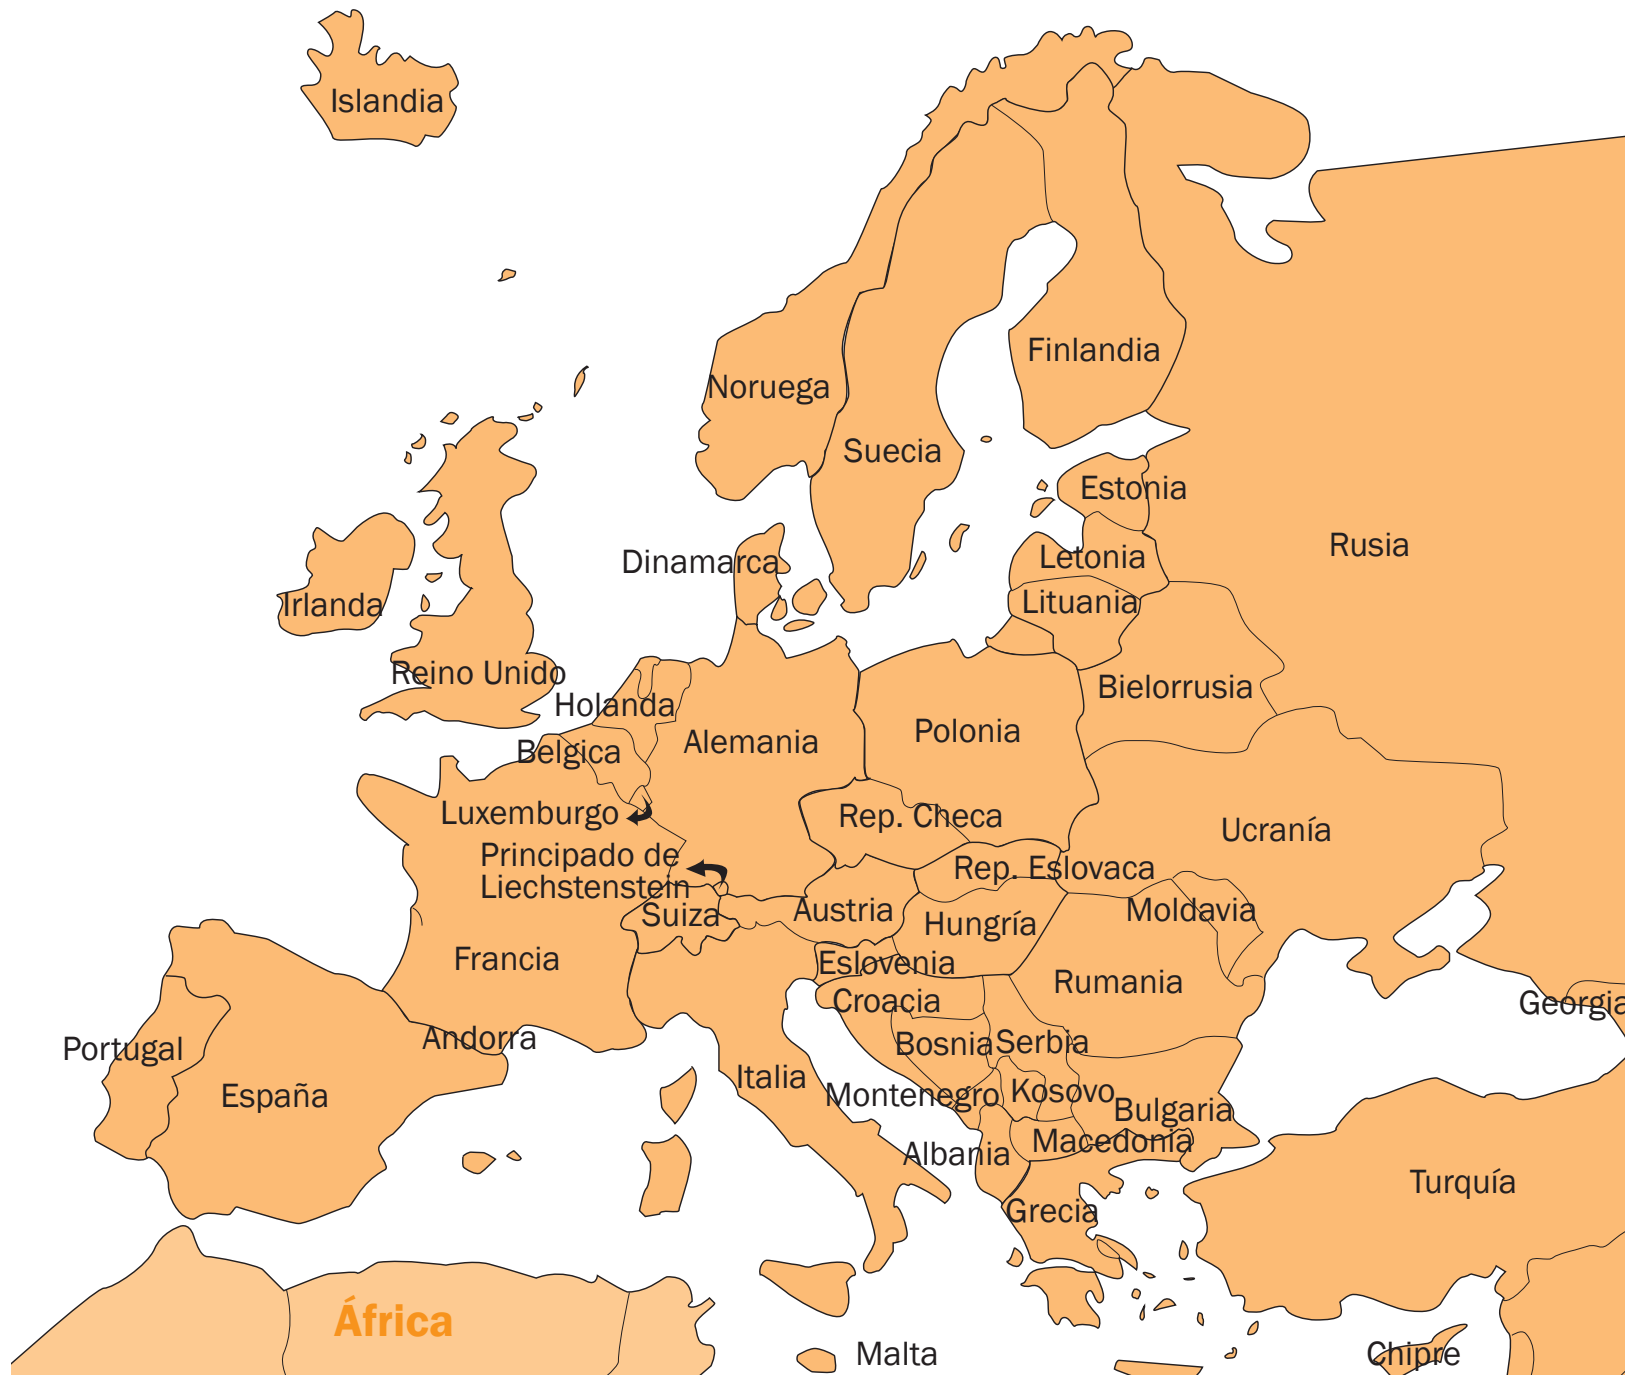 Islandia
Finlandia
Noruega
Suecia
Estonia
Rusia
Letonia
Dinamarca
Lituania
Irlanda
Reino Unido
Bielorrusia
Holanda
Polonia
Alemania
Belgica
Luxemburgo
Rep. Checa
Ucranía
Principado de
Liechstenstein
Rep. Eslovaca
Suiza
Austria
Moldavia
Hungría
Francia
Eslovenia
Rumania
Croacia
Georgia
Andorra
Bosnia
Serbia
Portugal
Italia
España
Montenegro
Kosovo
Bulgaria
Macedonia
Albania
Turquía
Grecia
África
Malta
Chipre